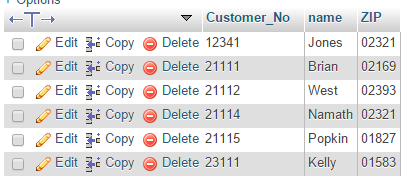 + Options
Customer_No name ZIP
Edit Copy Delete 12341 Jones 02321
Edit Copy Delete 21111 Brian 02169
Edit Copy Delete 21112 West 02393
Edit Copy Delete 21114 Namath 02321
Edit Copy Delete 21115 Popkin 01827
Edit Copy Delete 23111 Kelly 01583